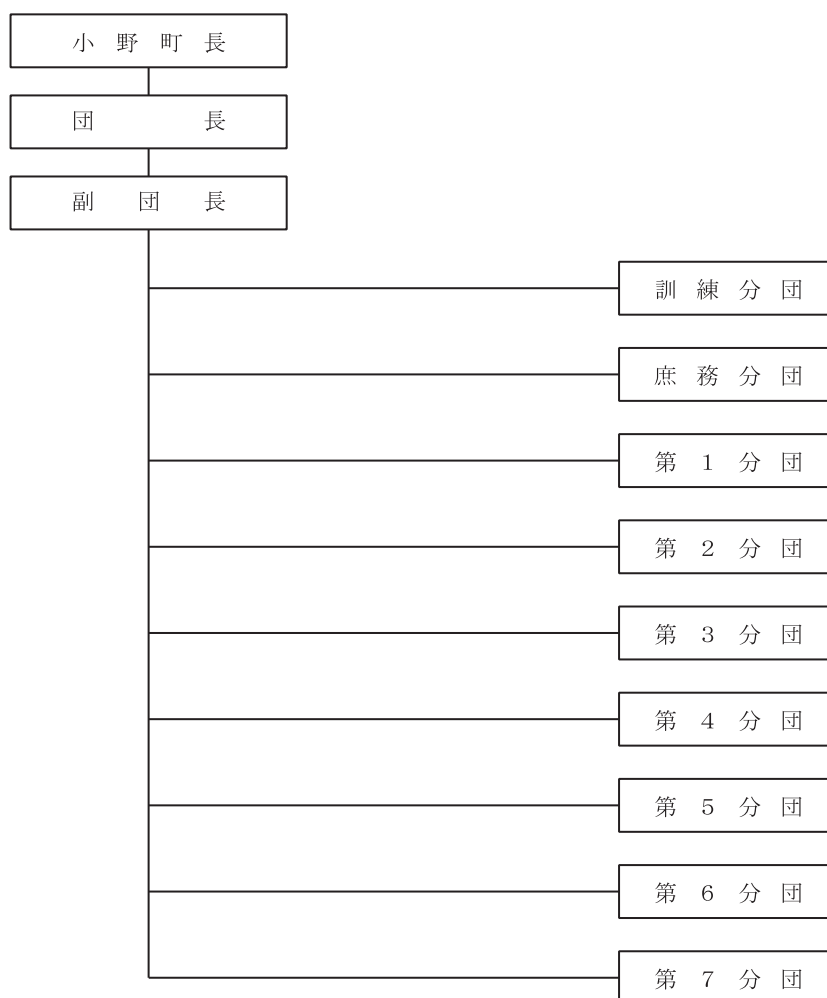 小野町長
団長
副団長
訓練分団
庶務分団
第1分団
第2分団
第3分団
第4分団
第5分団
第6分団
第7分団